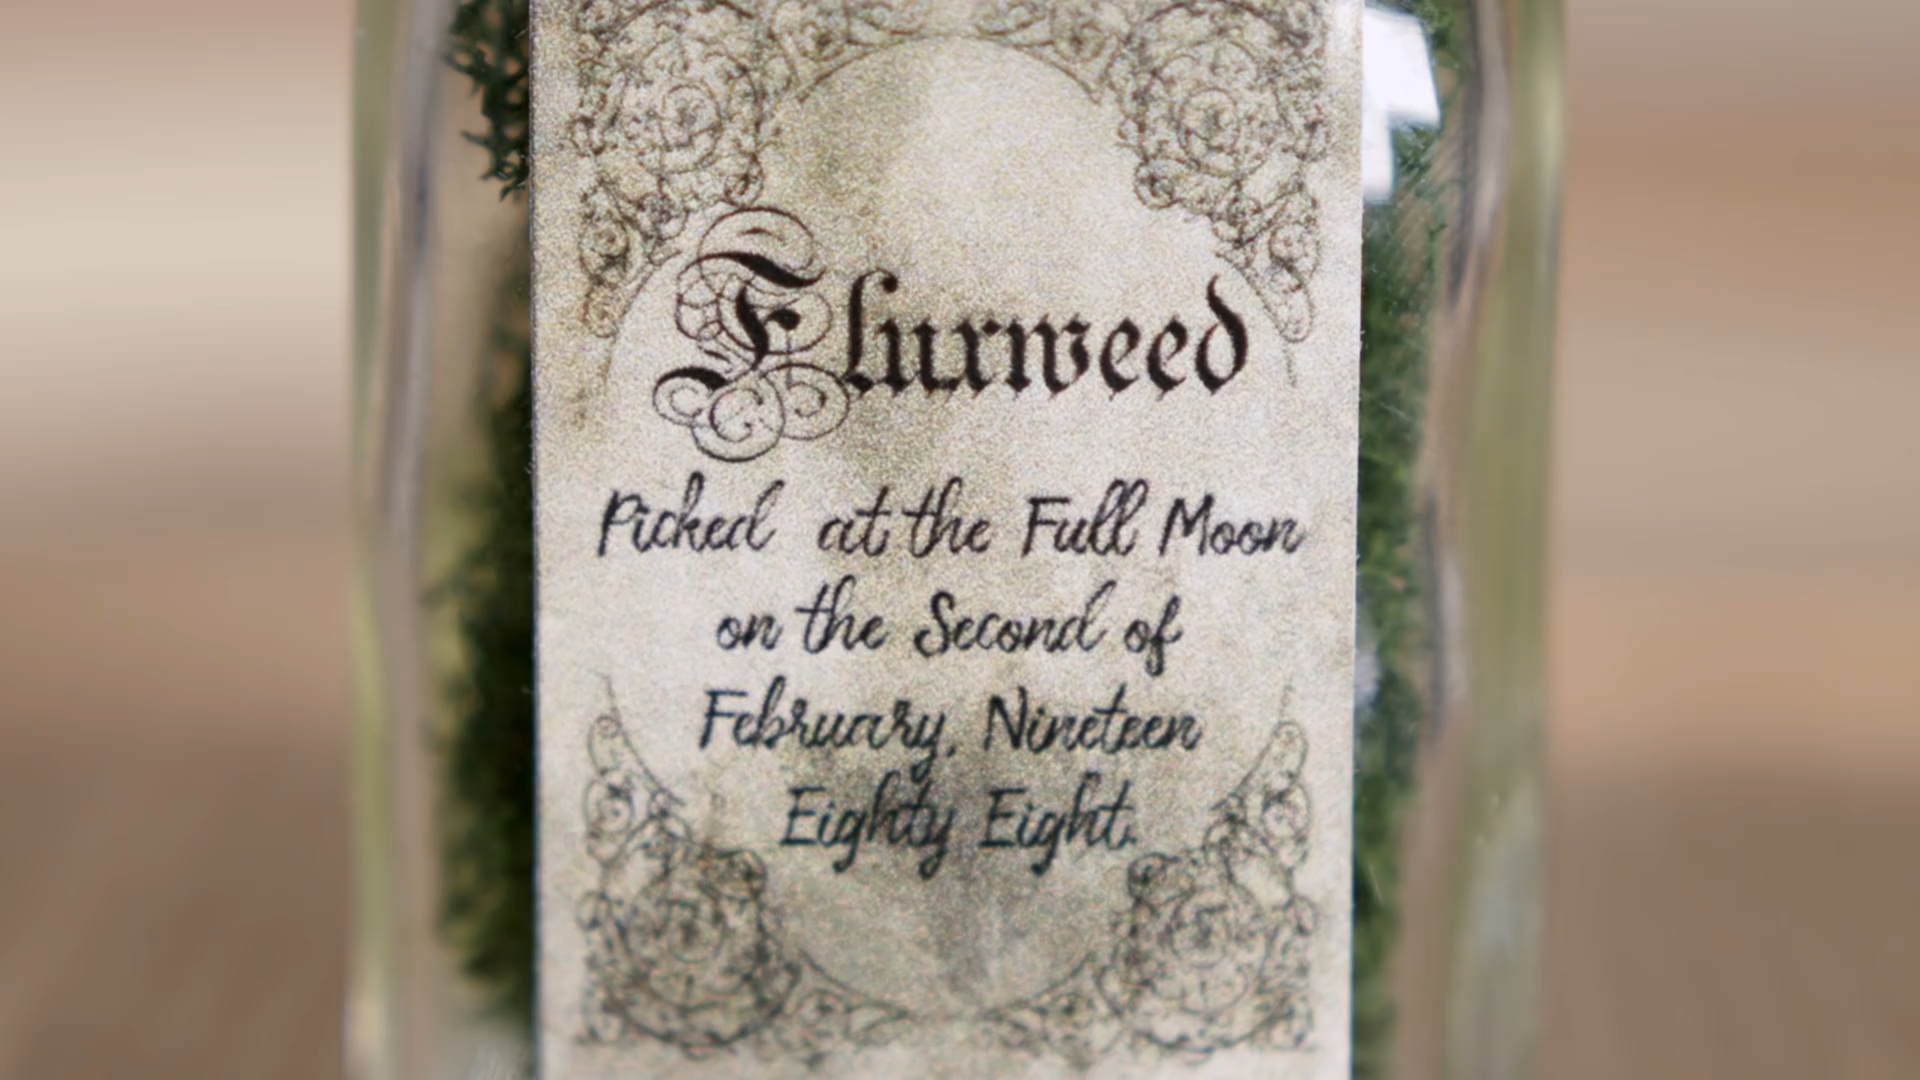 Fluxweed
Picked at the Full Moon
on the Second of
February, Nineteen
Eighty Eight.